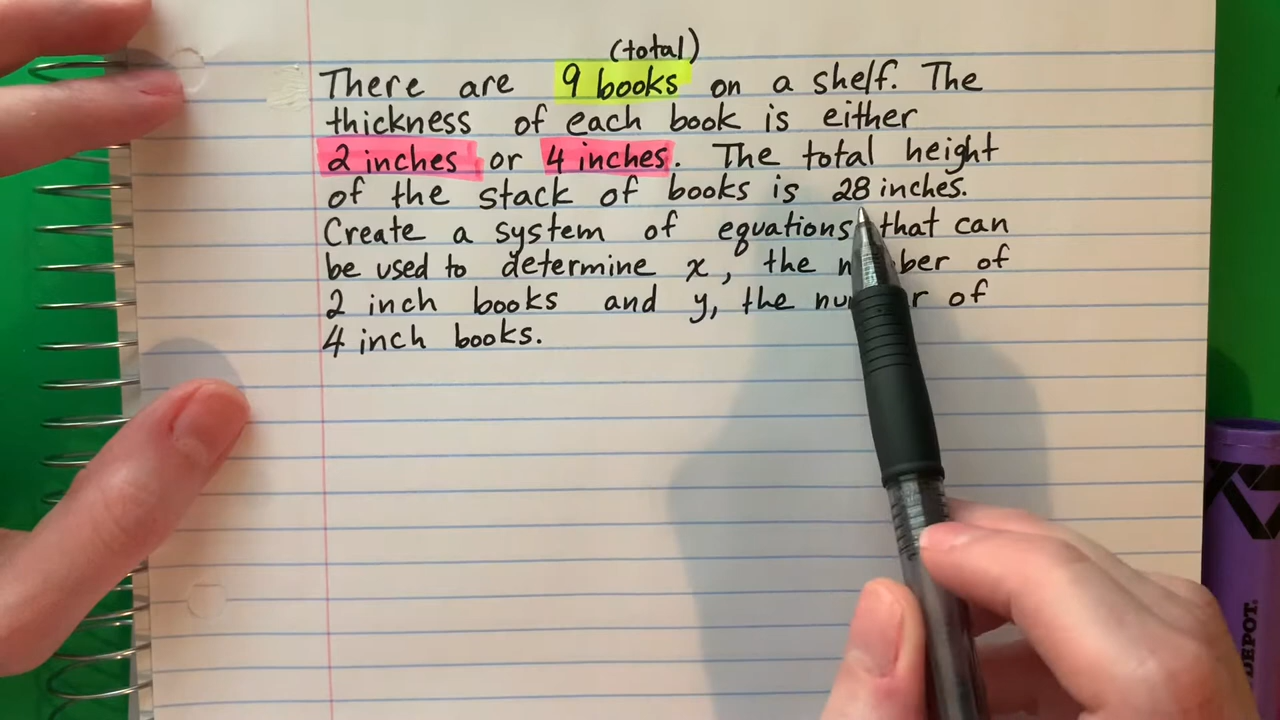 (total)
There are 9 books on a shelf. The
thickness of each book is either
2 inches or 4 inches. The total height
of the stack of books is 28 inches.
Create a system of equations that can
be used to determine x, the of
2 inch books and y, the of
4 inch books.
DEPOT